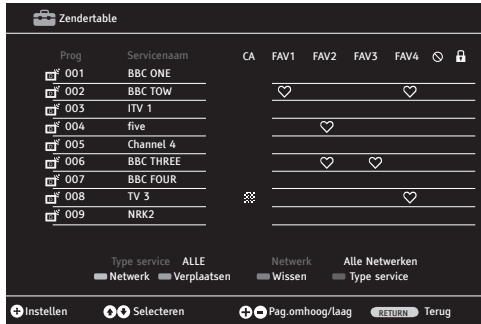 Zendertable
Prog Servicenaam CA FAV1 FAV2 FAV3 FAV4
001 BBC ONE
002 BBC TOW
003 ITV 1
004 five
005 Channel 4
006 BBC THREE
007 BBC FOUR
008 TV 3
009 NRK2
Type service ALLE Netwerk Alle Netwerken
Netwerk Verplaatsen Wissen Type service
Instellen Selecteren Pag.omhoog/laag RETURN Terug